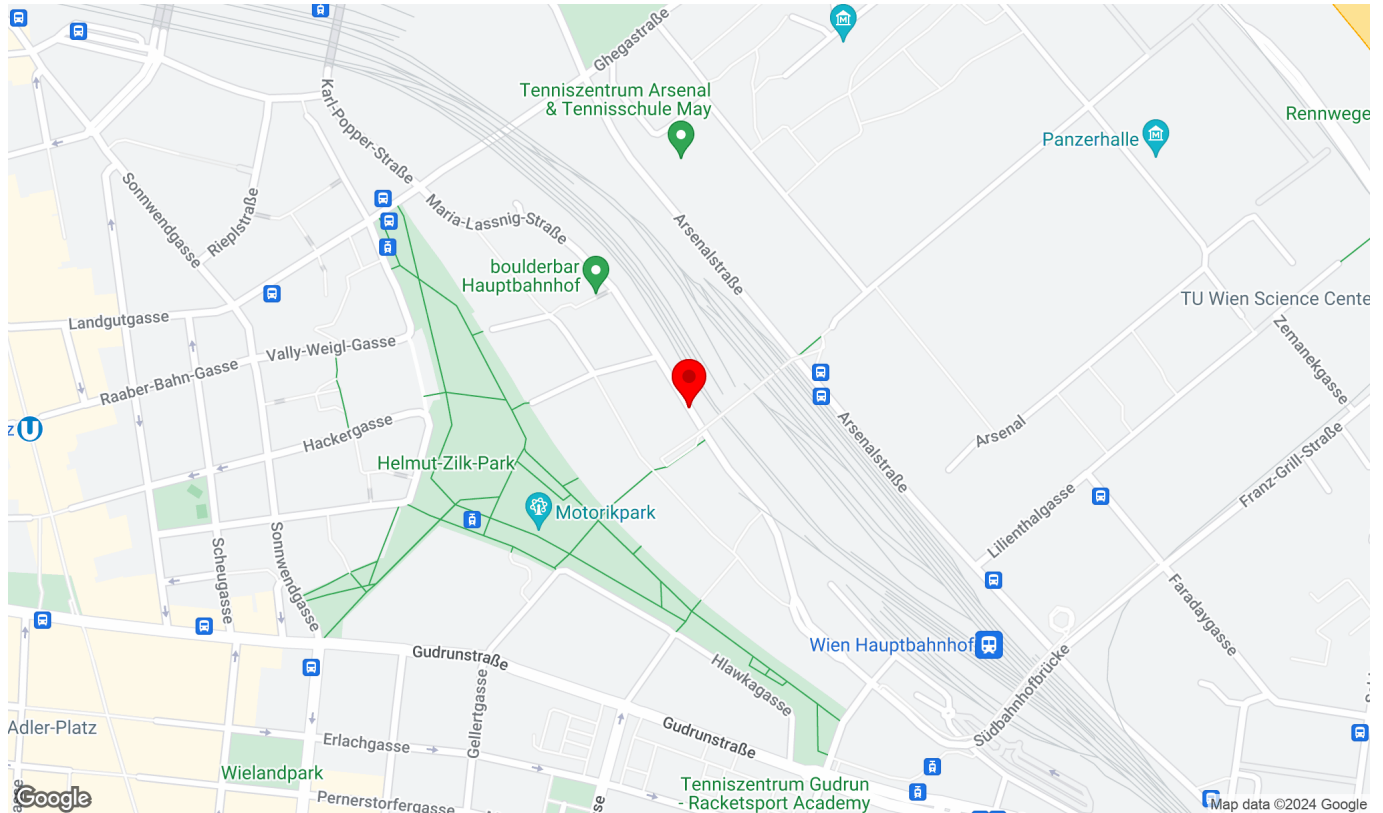 Ghegastraße
Tenniszentrum Arsenal
& Tennisschule May
Karl-Popper-Straße
Rennwege
Panzerhalle
Sonnwendgasse
Rieplstraße
Maria-Lassnig-Straße
Arsenalstraße
boulderbar
Hauptbahnhof
TU Wien Science Cente
Landgutgasse
Vally-Weigl-Gasse
Zemanekgasse
Raaber-Bahn-Gasse
z U
Hackergasse
Arsenal
Arsenalstraße
Franz-Grill-Straße
Helmut-Zilk-Park
Motorikpark
Lilienthalgasse
Scheugasse
Sonnwendgasse
Faradaygasse
Wien Hauptbahnhof
Gudrunstraße
Hlawkagasse
Südbahnhofbrücke
Gellertgasse
Adler-Platz
Gudrunstraße
Erlachgasse
Wielandpark
Tenniszentrum Gudrun
- Racketsport Academy
Pernerstorfergasse
gasse
sse
Google
Map data ©2024 Google